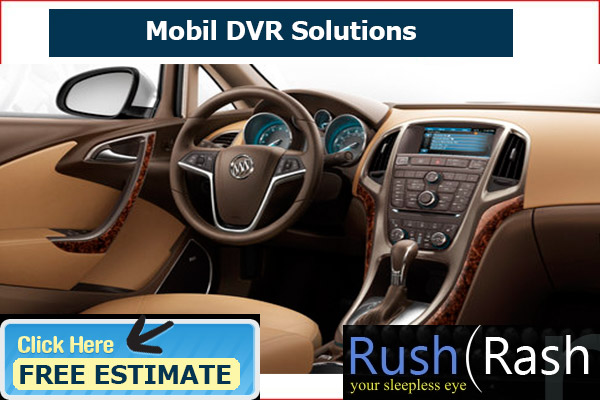 Mobil DVR Solutions
Click Here
FREE ESTIMATE
Rush(Rash
your sleepless eye